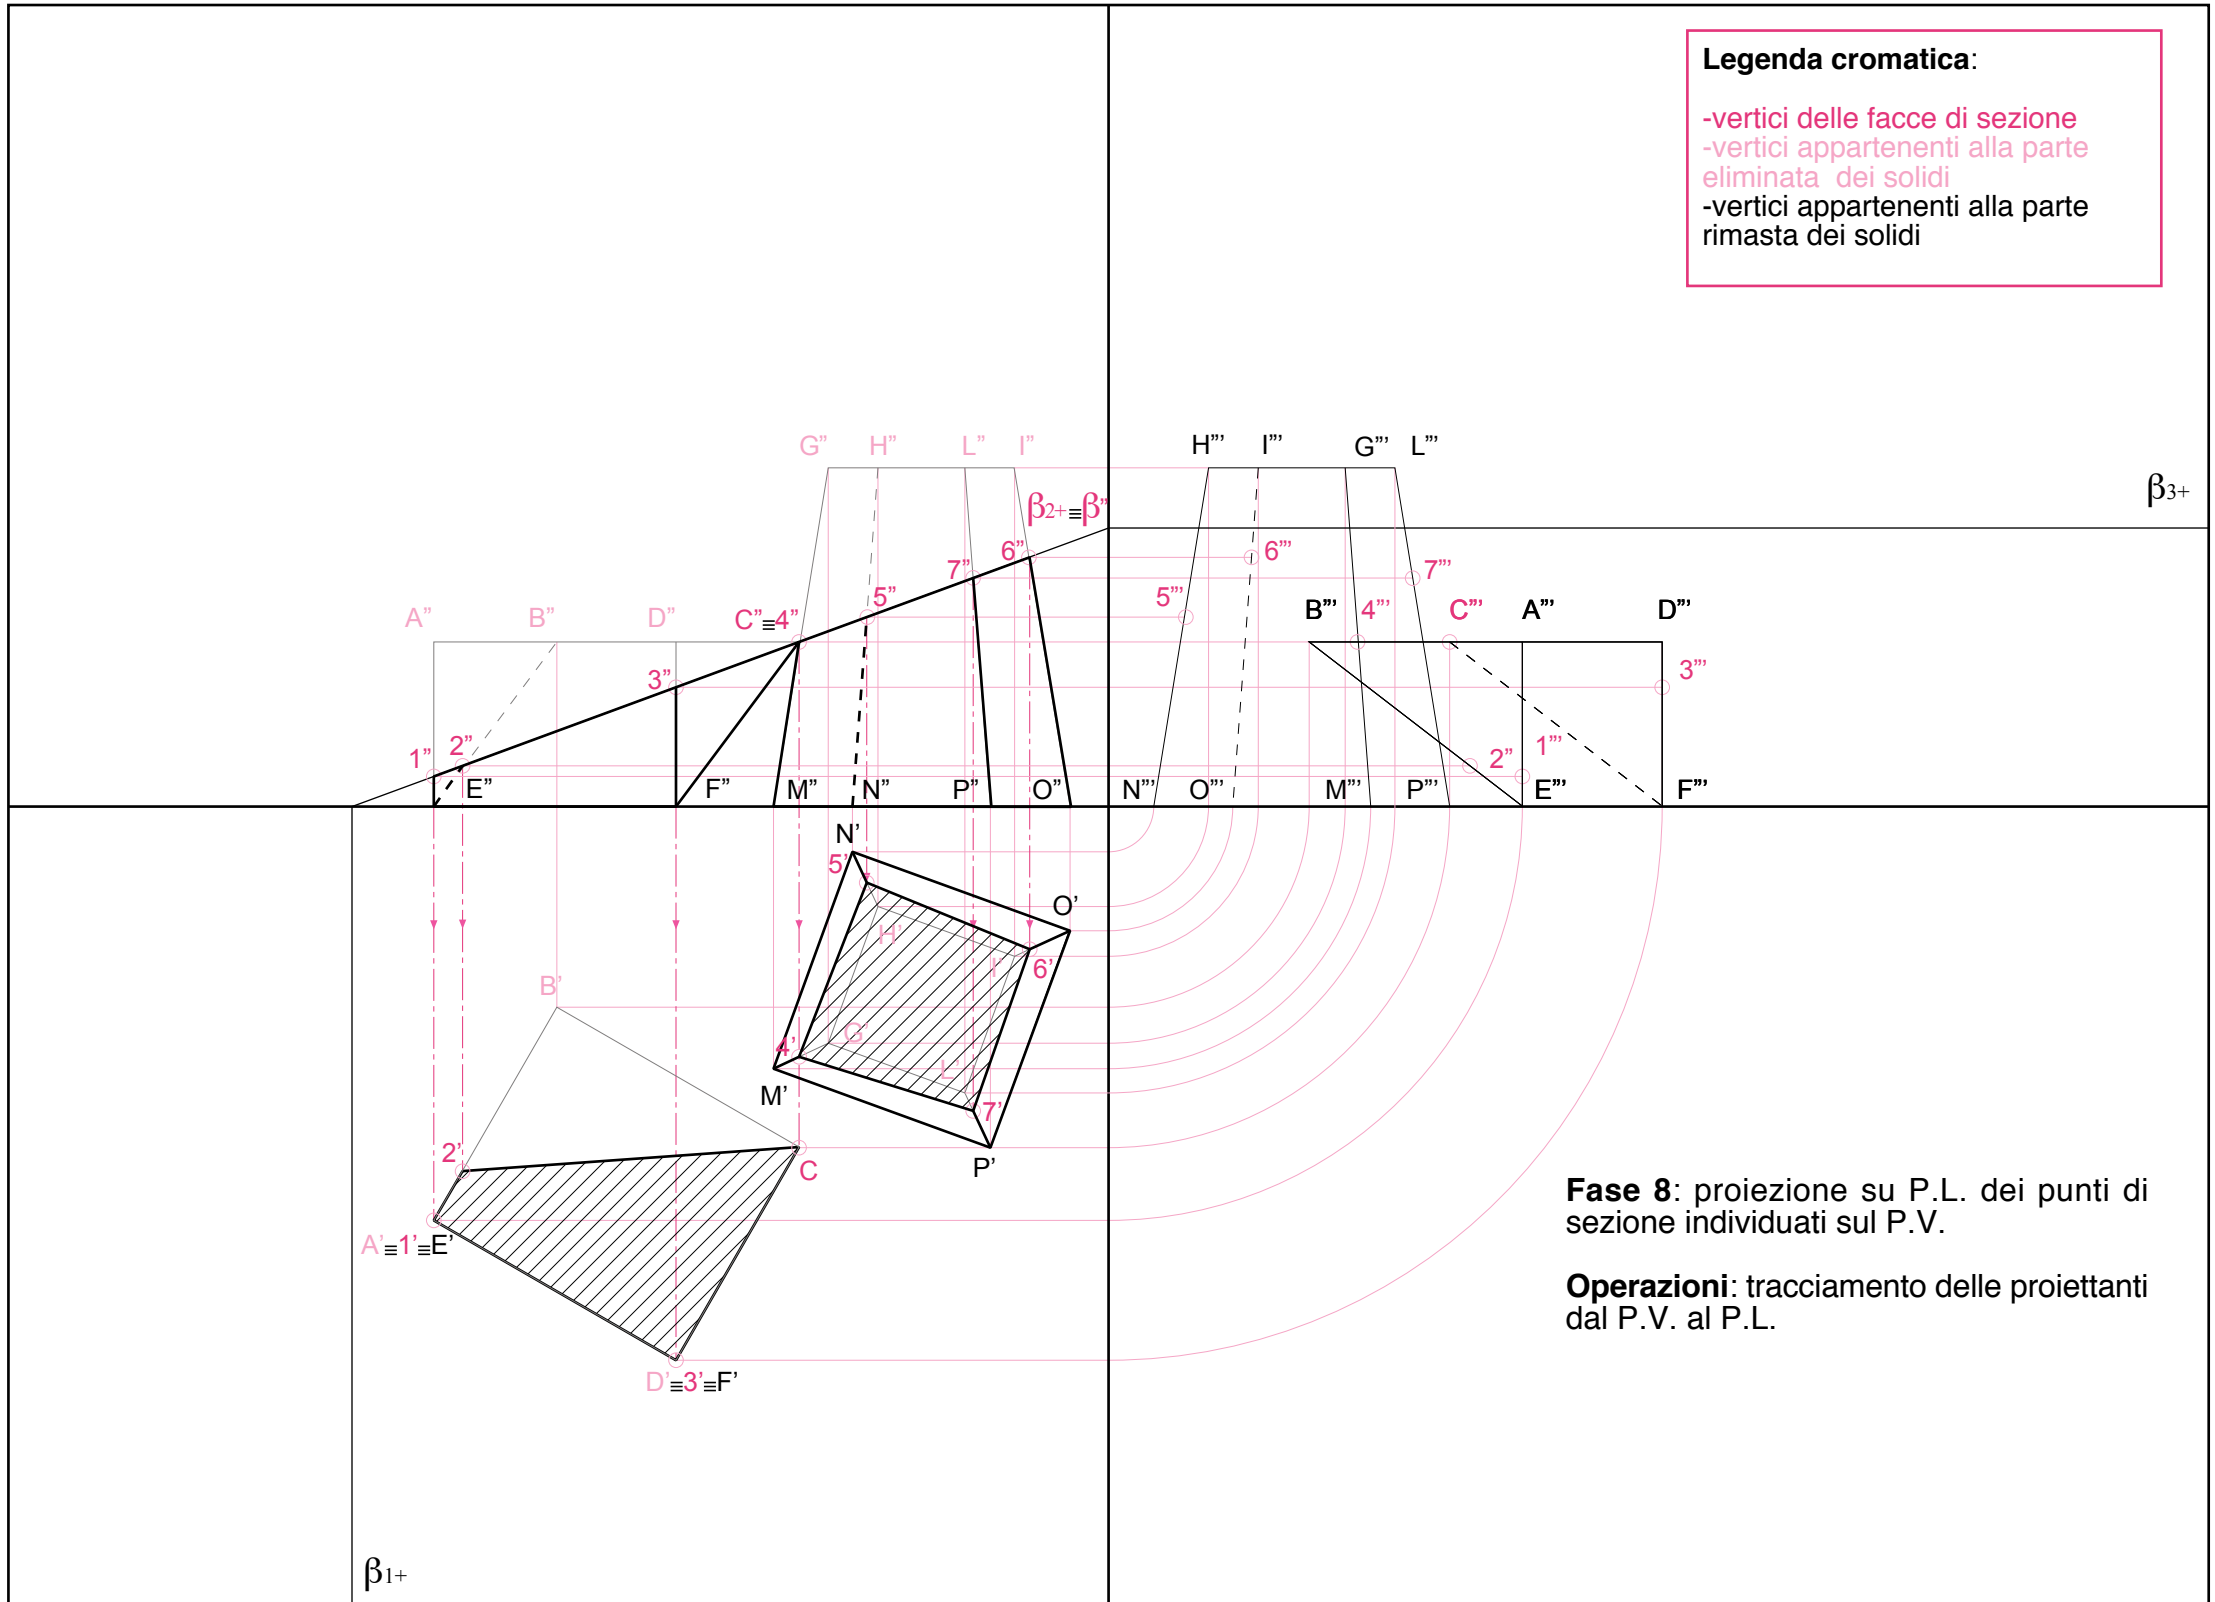 Legenda cromatica:
-vertici delle facce di sezione
-vertici appartenenti alla parte
eliminata dei solidi
-vertici appartenenti alla parte
rimasta dei solidi
G” H” L” I” H”’ I”’ G”’ L”’
β3+
β2+≡β”
6” 6”’
7” 7”’
A” B” D” C”≡4” 5” 5”’ B”’ 4”’ C”’ A”’ D”’
3” 3”’
1” 2” 2” 1”’
E” F” M” N” P” O” N”’ O”’ M”’ P”’ E”’ F”’
N’
5’
O’
H’
I’ 6’
B’
G’
4’
L’
M’ 7’
2’ C P’
A’≡1’≡E’
D’≡3’≡F’
Fase 8: proiezione su P.L. dei punti di
sezione individuati sul P.V.
Operazioni: tracciamento delle proiettanti
dal P.V. al P.L.
β1+